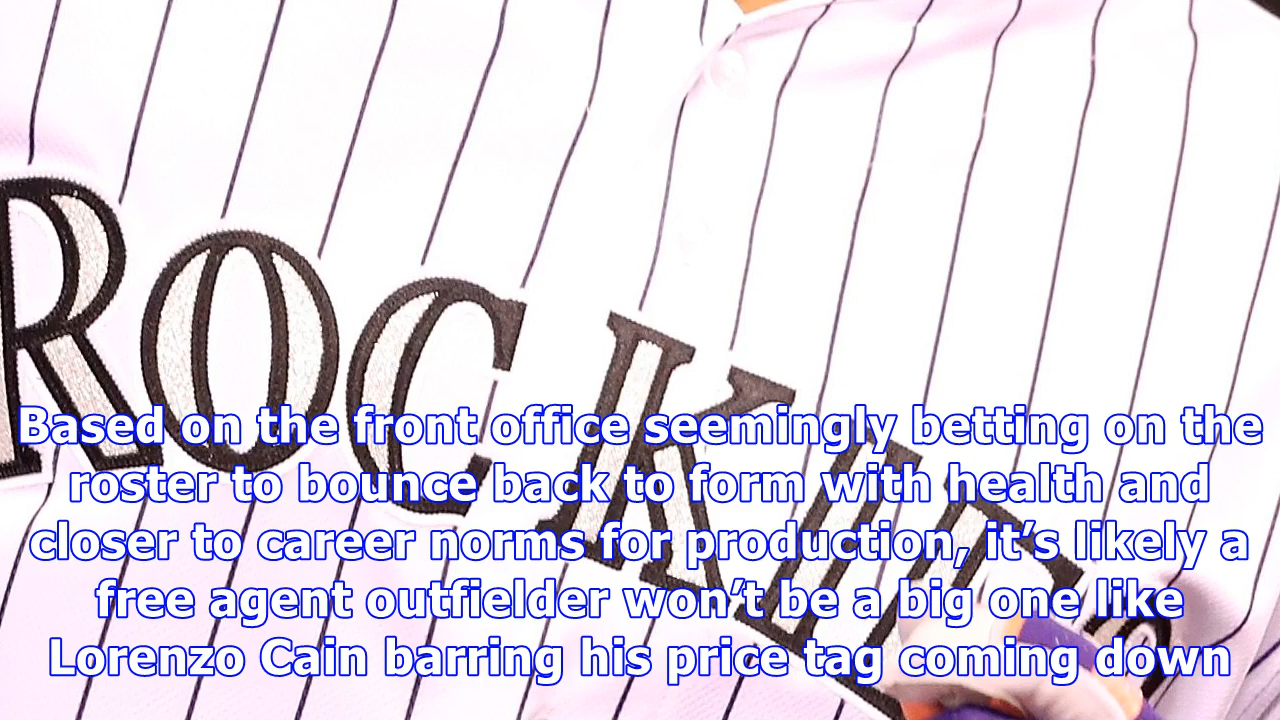 ROCKIES
Based on the front office seemingly betting on the
roster to bounce back to form with health and
closer to career norms for production, it’s likely a
free agent outfielder won’t be a big one like
Lorenzo Cain barring his price tag coming down